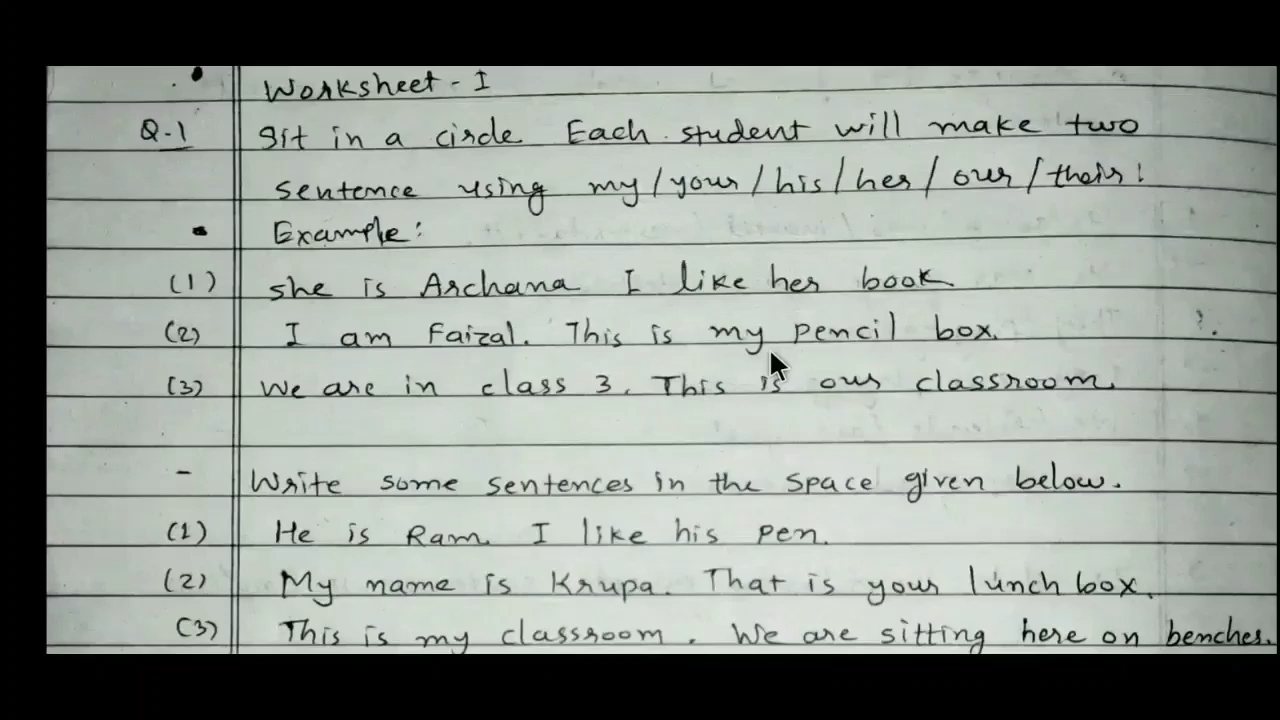 Worksheet - I
Q-1 Sit in a circle. Each student will make two
sentence using my/your/his/her/our/their:
Example:
(1) she is Archana I like her book
(2) I am Faizal. This is my pencil box.
(3) We are in class 3. This is our classroom.
- Write some sentences in the space given below.
(1) He is Ram. I like his pen.
(2) My name is Krupa. That is your lunch box.
(3) This is my classroom. We are sitting here on benches.